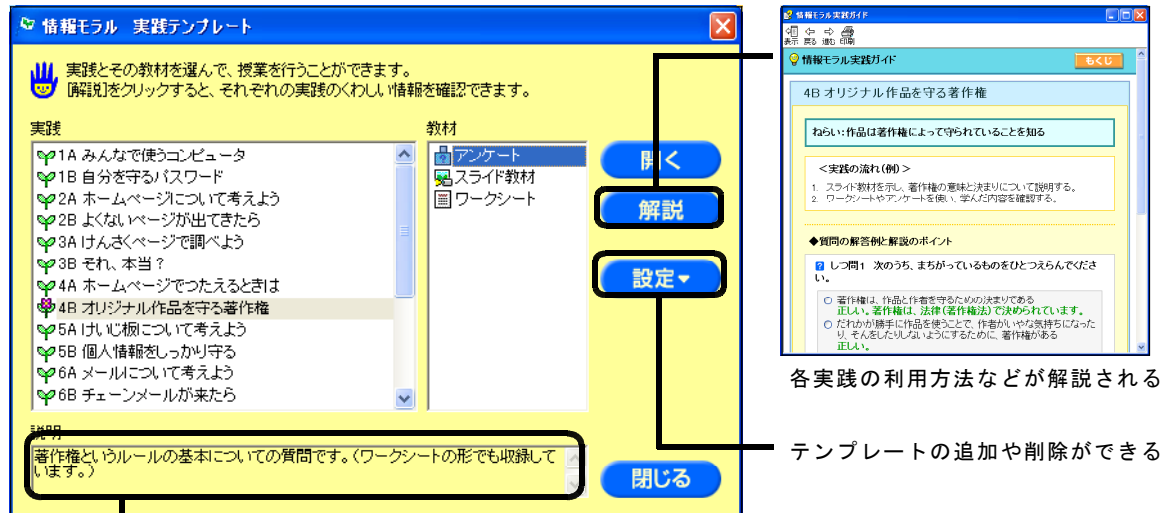 情報モラル 実践テンプレート
実践とその教材を選んで、授業を行うことができます。
[解説]をクリックすると、それぞれの実践のくわしい情報を確認できます。
実践
1A みんなで使うコンピュータ
1B 自分を守るパスワード
2A ホームページについて考えよう
2B よくないページが出てきたら
3A けんさくページで調べよう
3B それ、本当？
4A ホームページでつたえるときは
4B オリジナル作品を守る著作権
5A けいじ板について考えよう
5B 個人情報をしっかり守る
6A メールについて考えよう
6B チェーンメールが来たら
教材
アンケート
スライド教材
ワークシート
開く
解説
設定▼
説明
著作権というルールの基本についての質問です。（ワークシートの形でも収録して
います。）
閉じる
情報モラル実践ガイド
表示 戻る 進む 印刷
情報モラル実践ガイド
もくじ
4B オリジナル作品を守る著作権
ねらい：作品は著作権によって守られていることを知る
＜実践の流れ（例）＞
1. スライド教材を示し、著作権の意味と決まりについて説明する。
2. ワークシートやアンケートを使い、学んだ内容を確認する。
◆質問の解答例と解説のポイント
? しつ問1 次のうち、まちがっているものをひとつえらんでくださ
い。
著作権は、作品と作者を守るための決まりである
正しい。著作権は、法律（著作権法）で決められています。
だれかが勝手に作品を使うことで、作者がいやな気持ちになった
り、そんをしたりしないようにするために、著作権がある
正しい。
各実践の利用方法などが解説される
テンプレートの追加や削除ができる